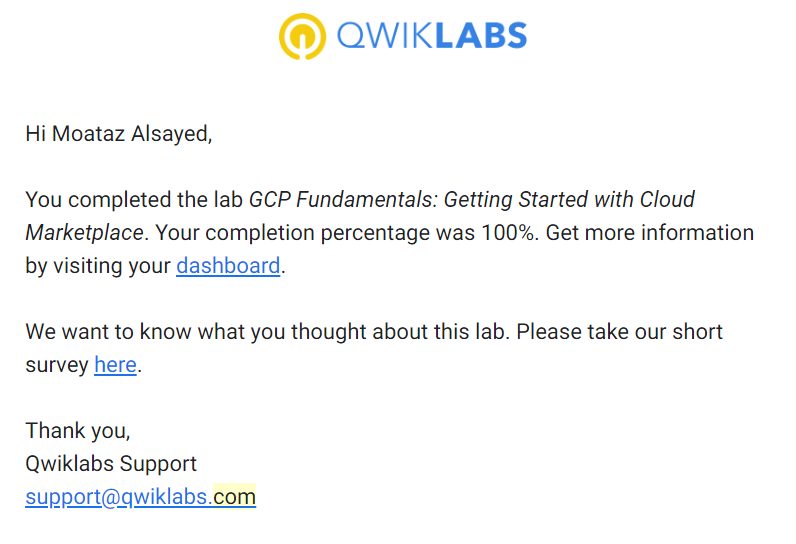 QWIKLABS
Hi Moataz Alsayed,
You completed the lab GCP Fundamentals: Getting Started with Cloud
Marketplace. Your completion percentage was 100%. Get more information
by visiting your dashboard.
We want to know what you thought about this lab. Please take our short
survey here.
Thank you,
Qwiklabs Support
support@qwiklabs.com